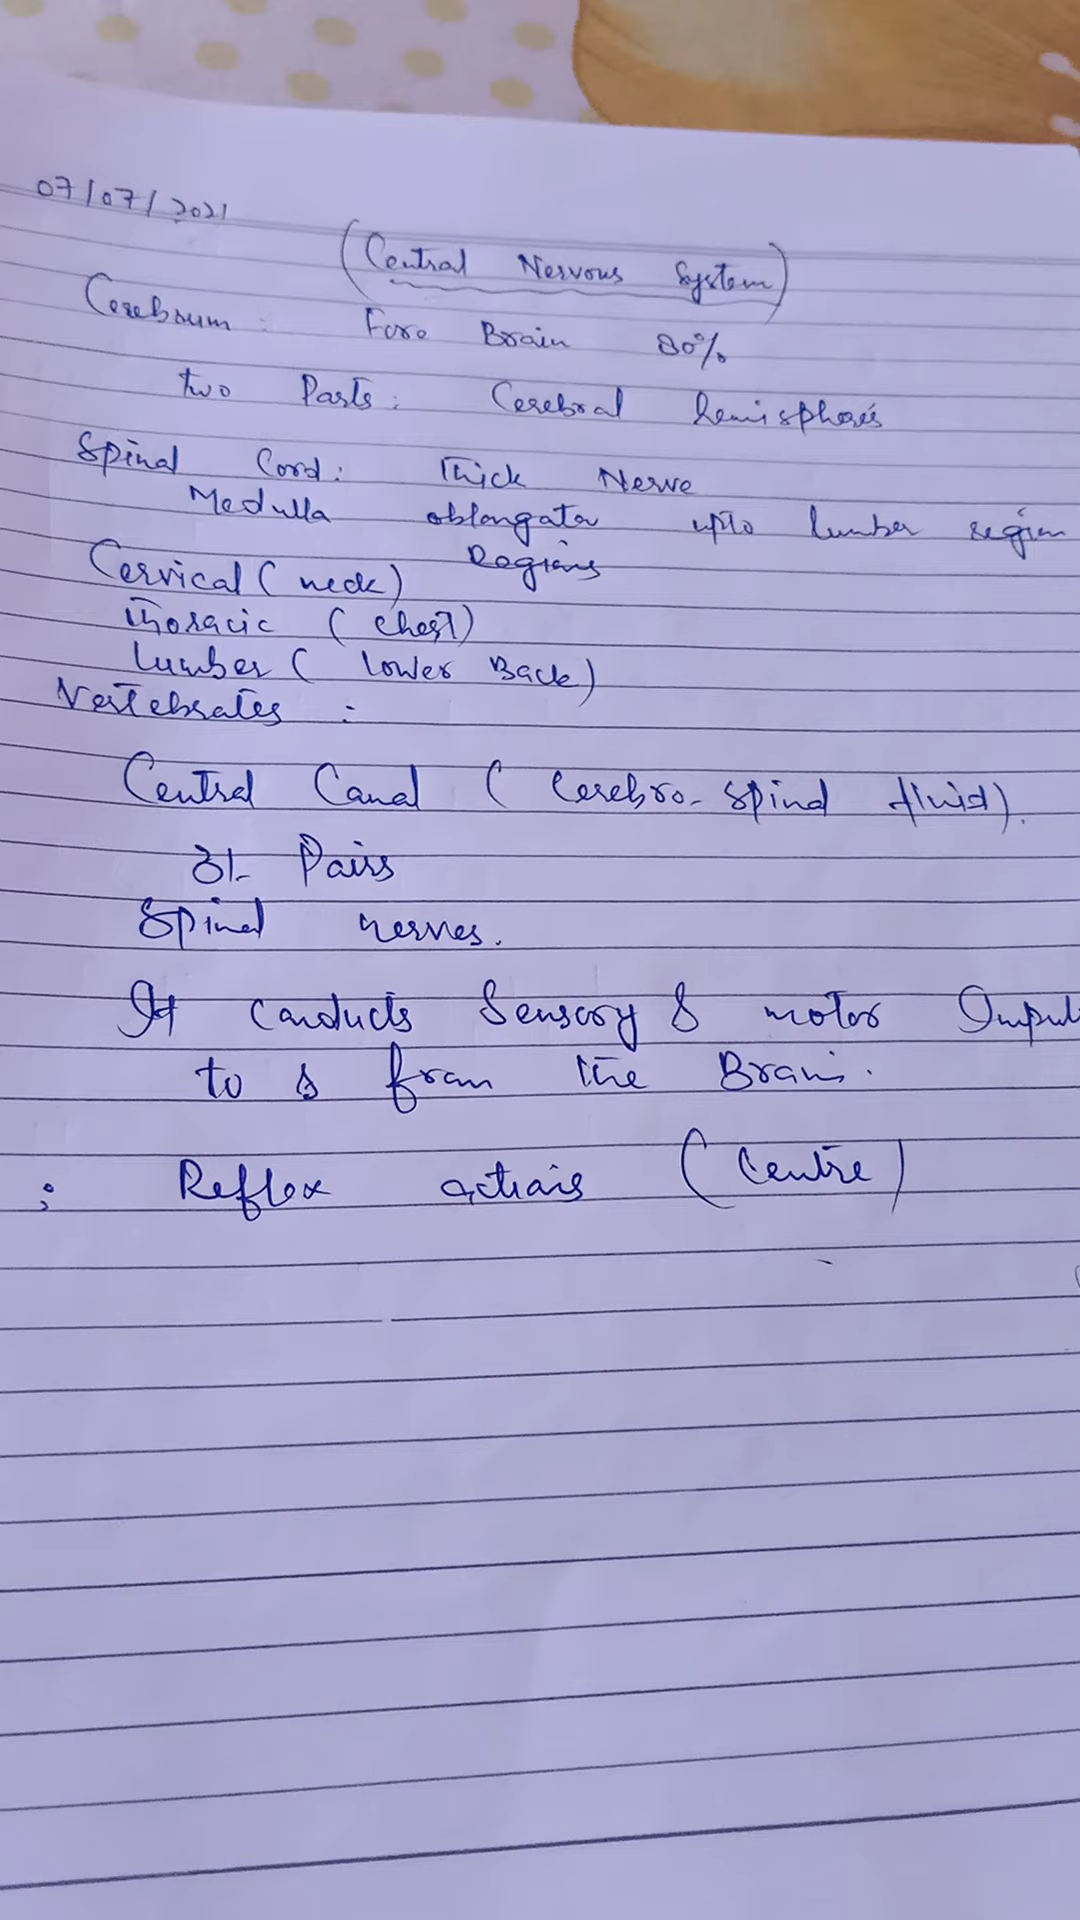 07/07/2021
(Central Nervous System)
Cerebrum : Fore Brain 80%
two Parts : Cerebral hemispheres
Spinal Cord : Thick Nerve
Medulla oblongata upto lumber region
Regions
Cervical ( neck )
Thoracic ( chest )
Lumber ( lower Back )
Vertebrates :
Central Canal ( Cerebro-spinal fluid ).
31 Pairs
Spinal nerves.
It conducts Sensory & motor Impul
to & from the Brain.
; Reflex actions ( Centre )